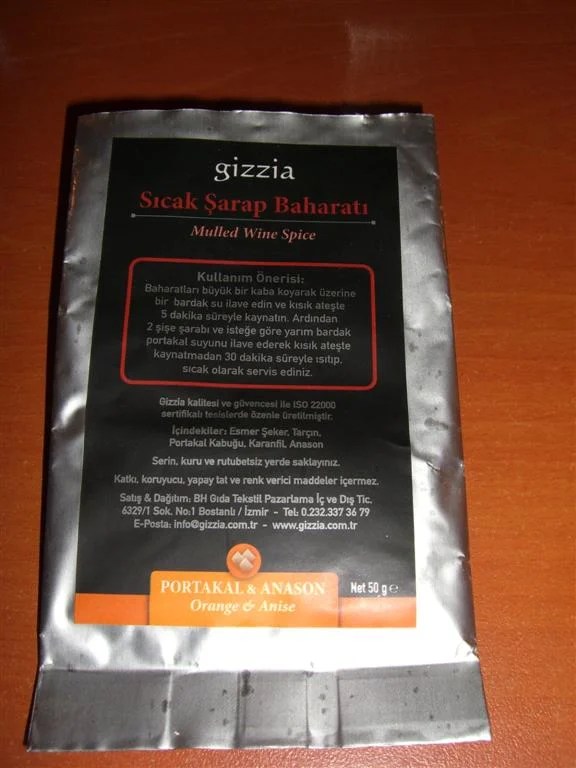 gizzia
Sıcak Şarap Baharatı
Mulled Wine Spice
Kullanım Önerisi:
Baharatları büyük bir kaba koyarak üzerine
bir bardak su ilave edin ve kısık ateşte
5 dakika süreyle kaynatın. Ardından
2 şişe şarabı ve isteğe göre yarım bardak
portakal suyunu ilave ederek kısık ateşte
kaynatmadan 30 dakika süreyle ısıtıp,
sıcak olarak servis ediniz.
Gizzia kalitesi ve güvencesi ile ISO 22000
sertifikalı tesislerde özenle üretilmiştir.
İçindekiler: Esmer Şeker, Tarçın,
Portakal Kabuğu, Karanfil, Anason
Serin, kuru ve rutubetsiz yerde saklayınız.
Katkı, koruyucu, yapay tat ve renk verici maddeler içermez.
Satış & Dağıtım: BH Gıda Tekstil Pazarlama İç ve Dış Tic.
6329/1 Sok. No:1 Bostanlı / İzmir - Tel: 0.232.337 36 79
E-Posta: info@gizzia.com.tr - www.gizzia.com.tr
PORTAKAL & ANASON
Orange & Anise
Net 50 g ℮